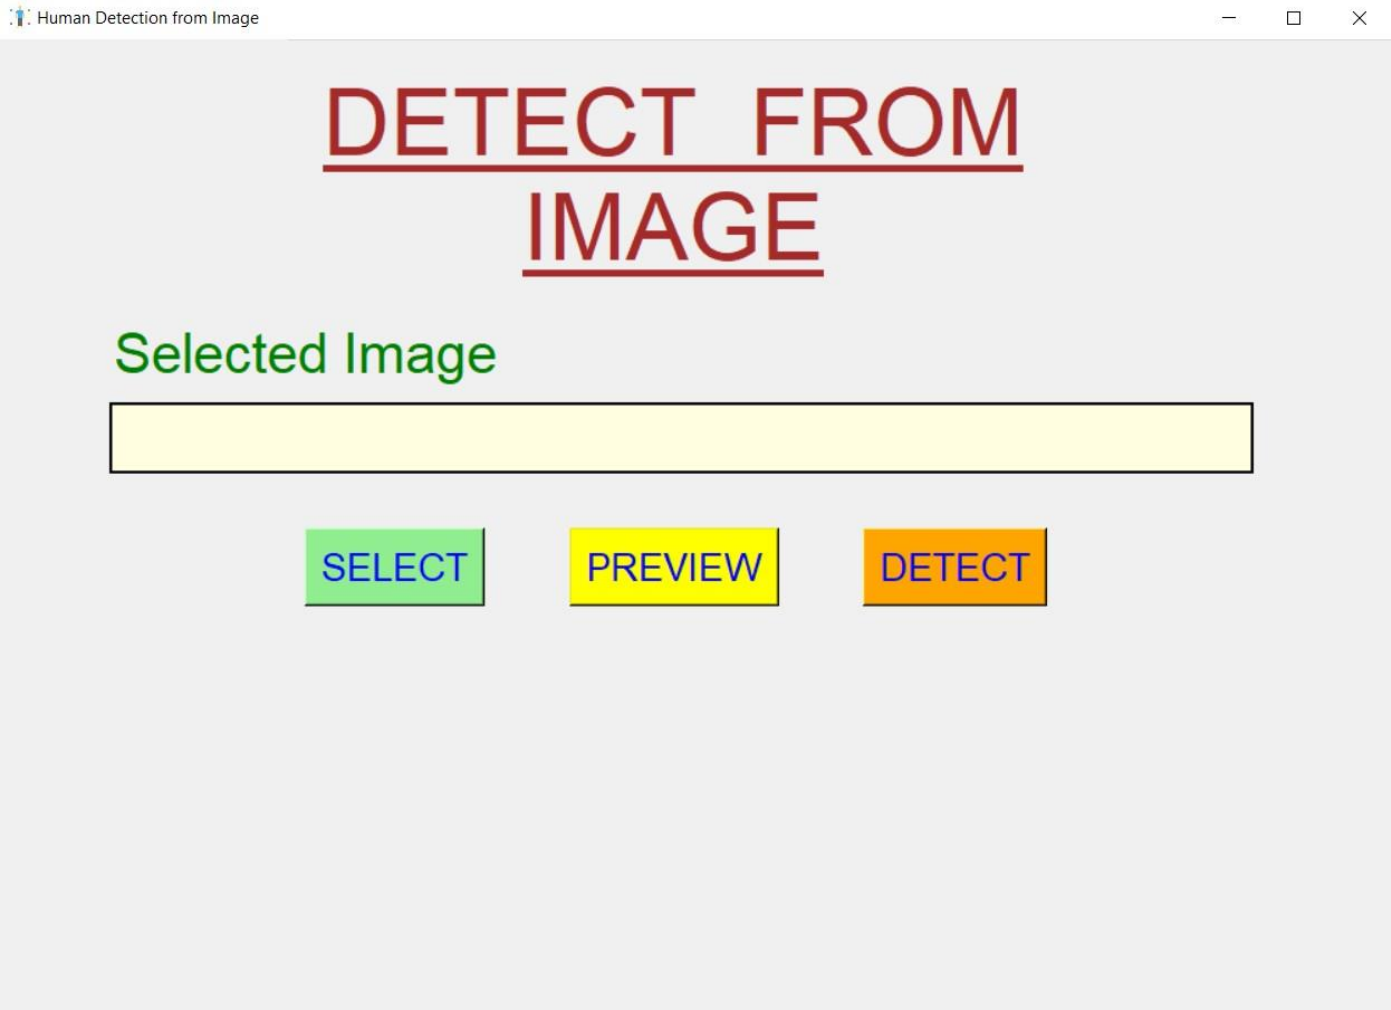 Human Detection from Image
DETECT FROM
IMAGE
Selected Image
SELECT PREVIEW DETECT